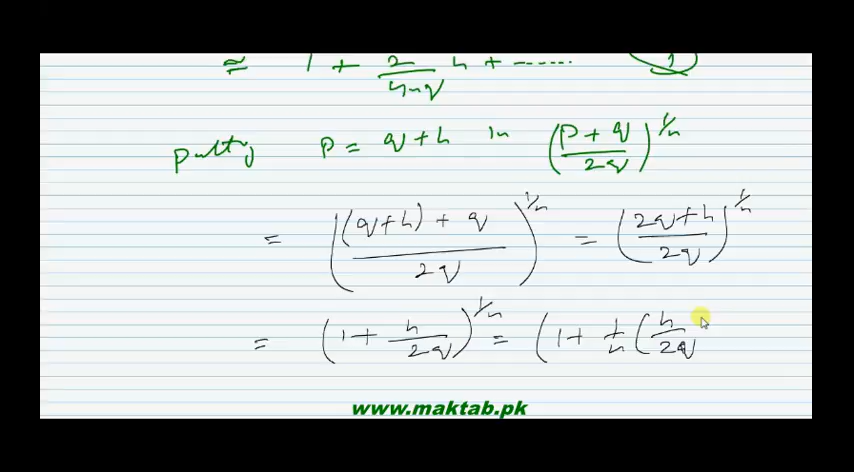 ≅ 1 + 2/4nq h + ...... 
putting P = q + h in ((P + q)/2q)^1/n
= (((q+h) + q)/2q)^1/n = ((2q+h)/2q)^1/n
= (1 + h/2q)^1/n = (1 + 1/n (h/2q
www.maktab.pk